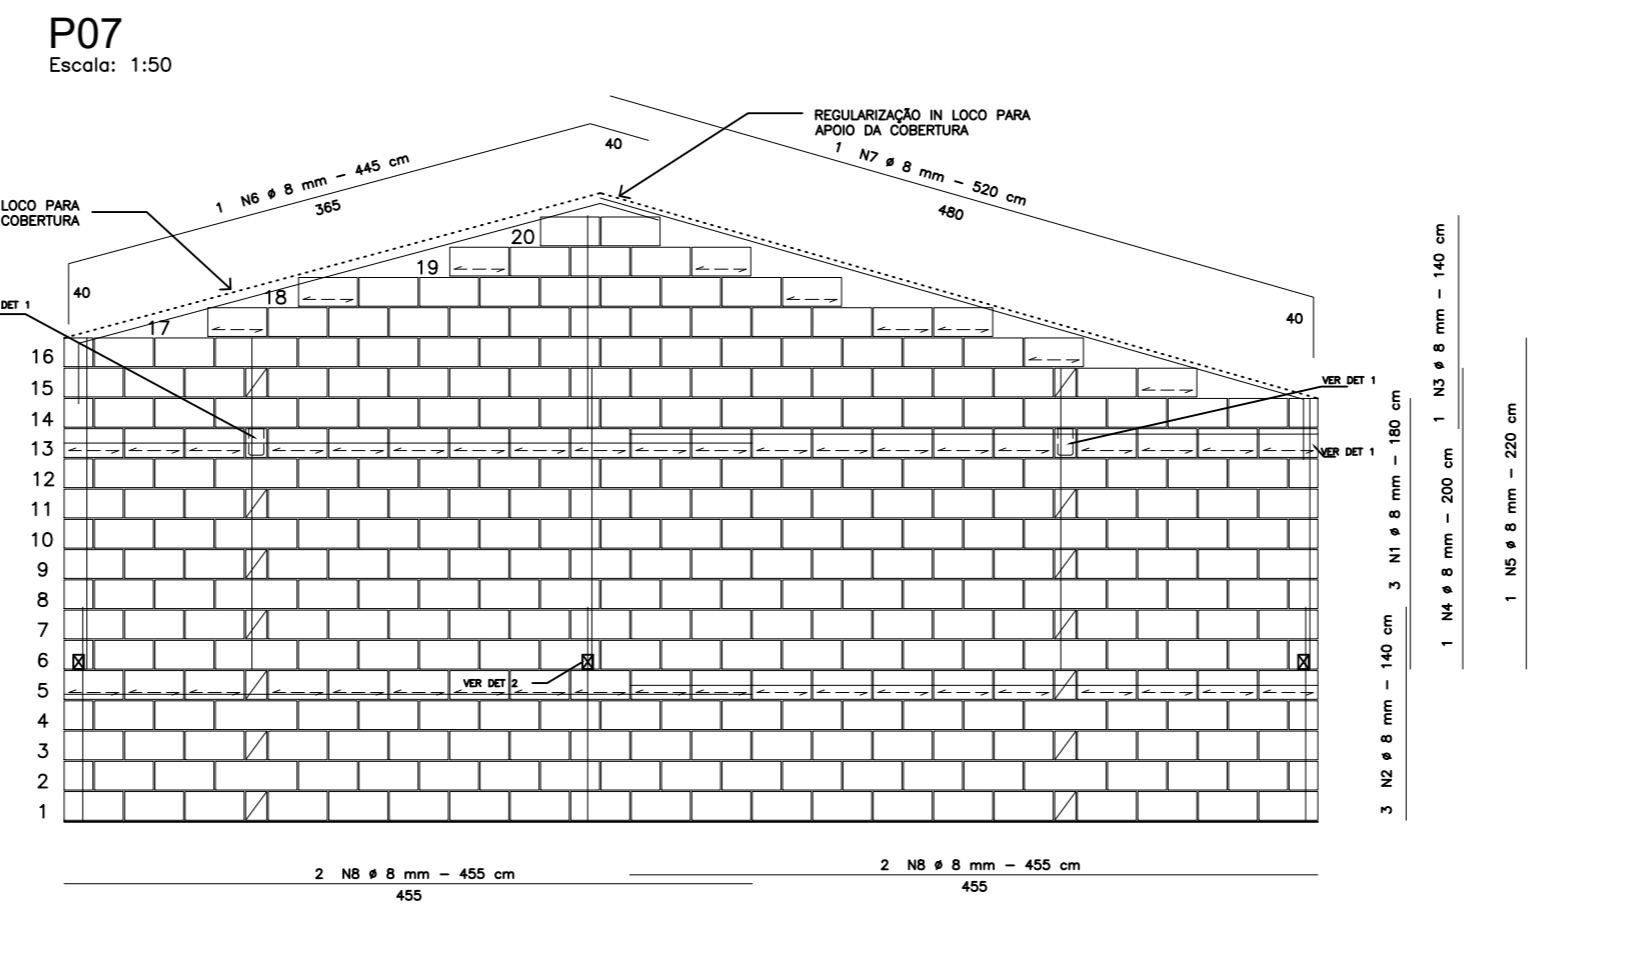 P07
Escala: 1:50
REGULARIZAÇÃO IN LOCO PARA
APOIO DA COBERTURA
LOCO PARA
COBERTURA
1 N6 ø 8 mm – 445 cm
365
40
40
1 N7 ø 8 mm – 520 cm
480
40
DET 1
VER DET 1
VER DET 1
VER DET 2
20
19
18
17
16
15
14
13
12
11
10
9
8
7
6
5
4
3
2
1
3 N1 ø 8 mm – 180 cm
3 N2 ø 8 mm – 140 cm
1 N3 ø 8 mm – 140 cm
1 N4 ø 8 mm – 200 cm
1 N5 ø 8 mm – 220 cm
2 N8 ø 8 mm – 455 cm
455
2 N8 ø 8 mm – 455 cm
455